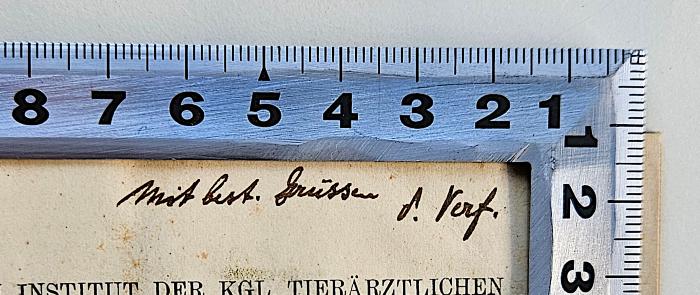 8 7 6 5 4 3 2 1
1
2
3
Mit best. Grüssen d. Verf.
INSTITUT DER KGL TIERÄRZTLICHEN